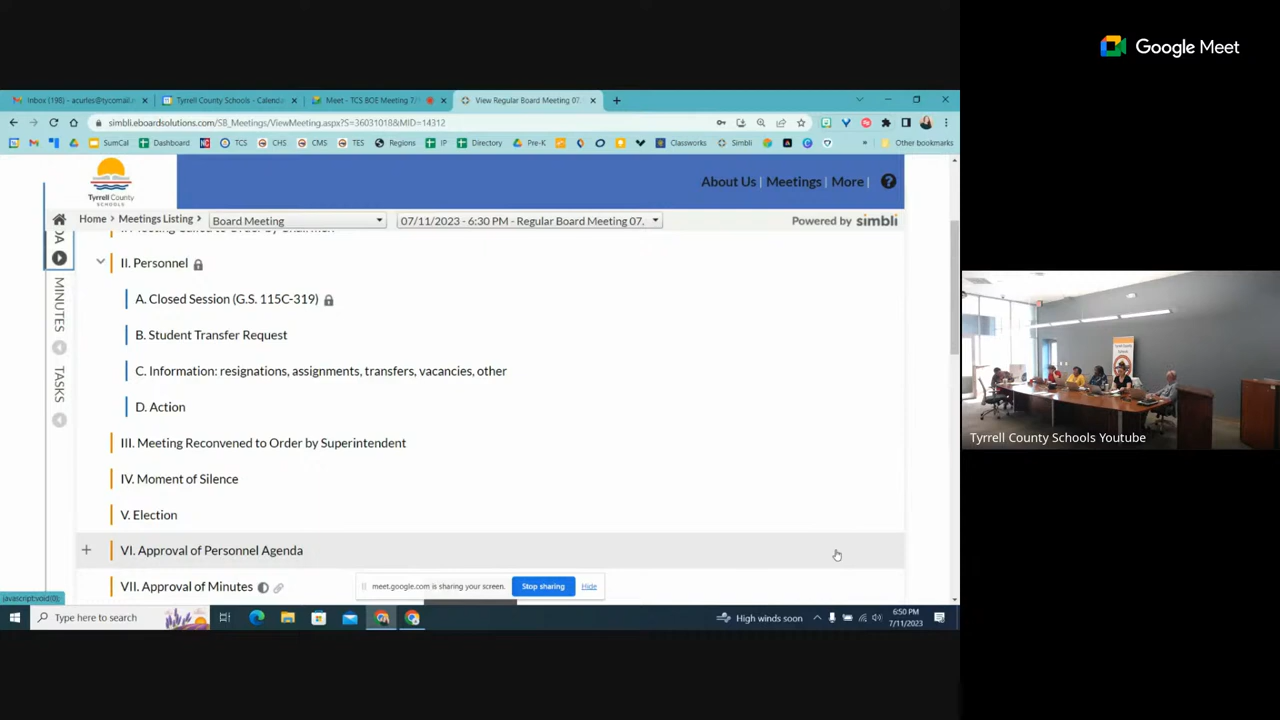 Google Meet
Inbox (198) - acurles@tycomail.
Tyrrell County Schools - Calenda
Meet - TCS BOE Meeting 7/
View Regular Board Meeting 07.
simbli.eboardsolutions.com/SB_Meetings/ViewMeeting.aspx?S=36031018&MID=14312
SumCal
Dashboard
TCS
CHS
CMS
TES
Regions
IP
Directory
Pre-K
Classworks
Simbli
»
Other bookmarks
Tyrrell County
SCHOOLS
About Us | Meetings | More |
Home > Meetings Listing >
Board Meeting
07/11/2023 - 6:30 PM - Regular Board Meeting 07.
Powered by simbli
MINUTES
TASKS
II. Personnel
A. Closed Session (G.S. 115C-319)
B. Student Transfer Request
C. Information: resignations, assignments, transfers, vacancies, other
D. Action
III. Meeting Reconvened to Order by Superintendent
IV. Moment of Silence
V. Election
VI. Approval of Personnel Agenda
VII. Approval of Minutes
meet.google.com is sharing your screen.
Stop sharing
Hide
javascript:void(0);
Type here to search
High winds soon
6:50 PM
7/11/2023
Tyrrell County Schools Youtube